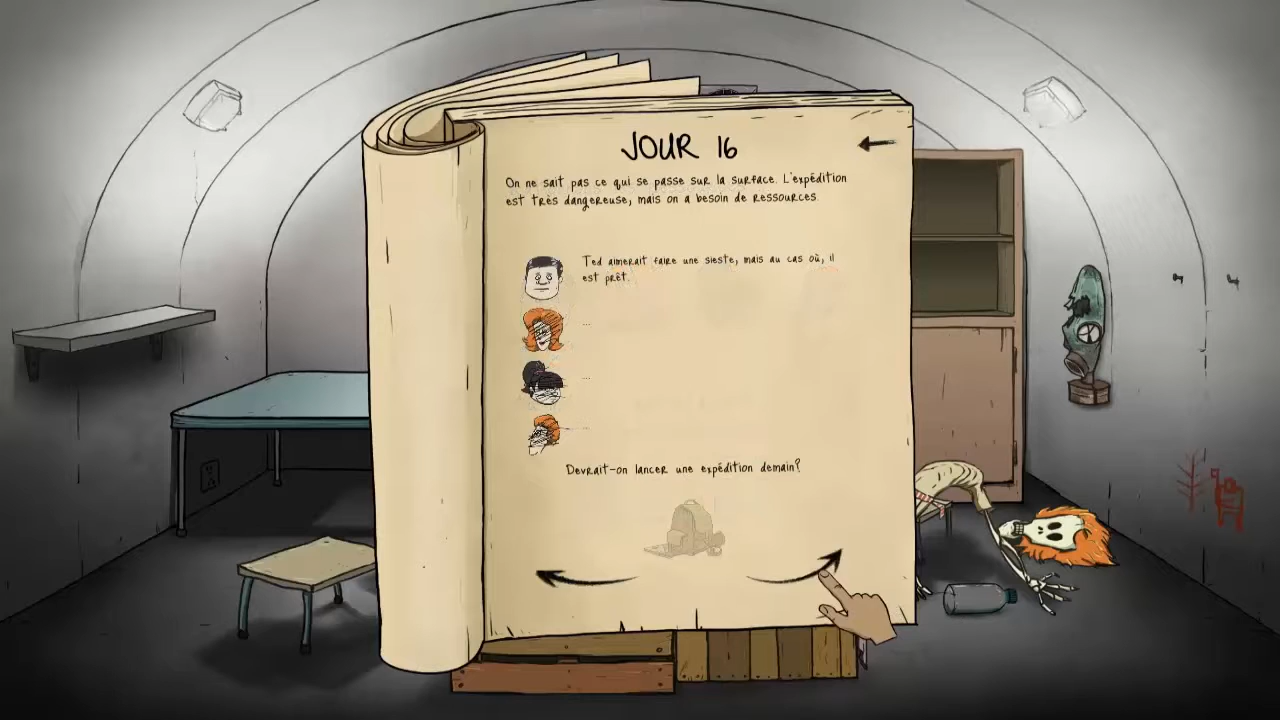 JOUR 16
On ne sait pas ce qui se passe sur la surface. L'expédition
est très dangereuse, mais on a besoin de ressources.
Ted aimerait faire une sieste, mais au cas où, il
est prêt.
...
...
...
Devrait-on lancer une expédition demain?